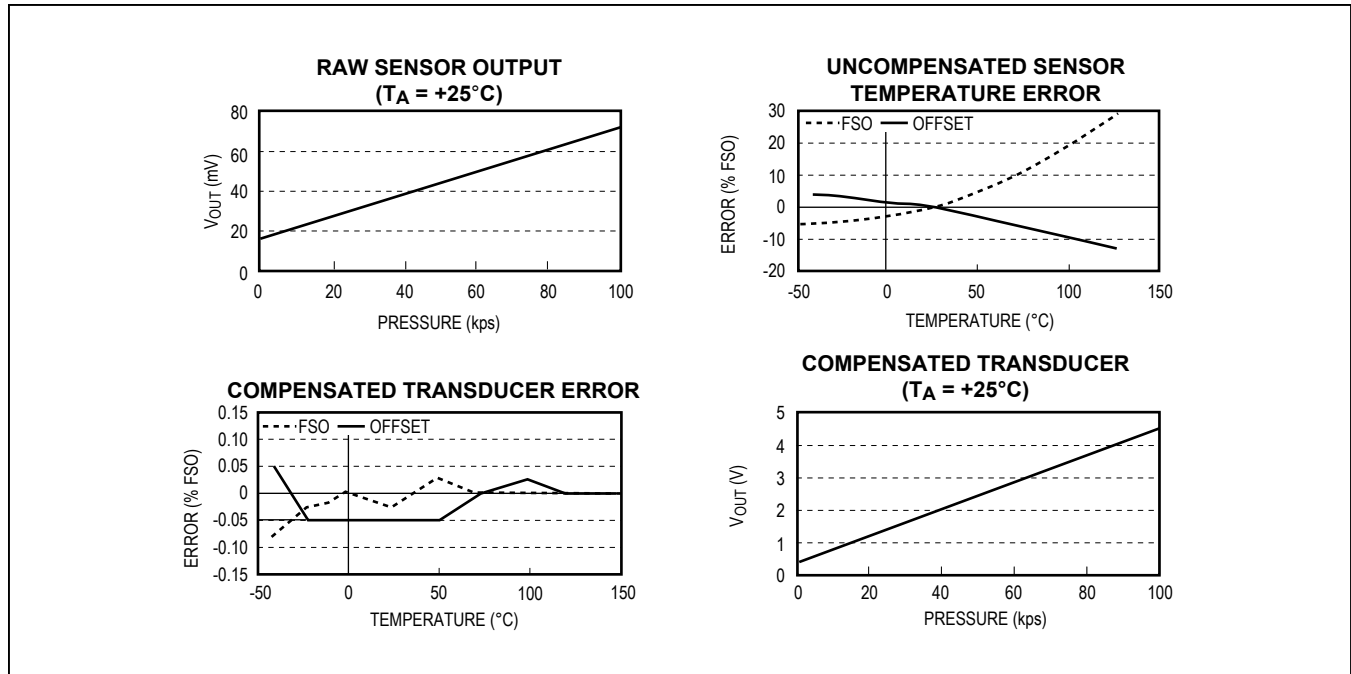 RAW SENSOR OUTPUT
(TA = +25°C)
80
60
40
20
0
VOUT (mV)
0 20 40 60 80 100
PRESSURE (kps)
UNCOMPENSATED SENSOR
TEMPERATURE ERROR
FSO OFFSET
30
20
10
0
-10
-20
ERROR (% FSO)
-50 0 50 100 150
TEMPERATURE (°C)
COMPENSATED TRANSDUCER ERROR
FSO OFFSET
0.15
0.10
0.05
0
-0.05
-0.10
-0.15
ERROR (% FSO)
-50 0 50 100 150
TEMPERATURE (°C)
COMPENSATED TRANSDUCER
(TA = +25°C)
5
4
3
2
1
0
VOUT (V)
0 20 40 60 80 100
PRESSURE (kps)